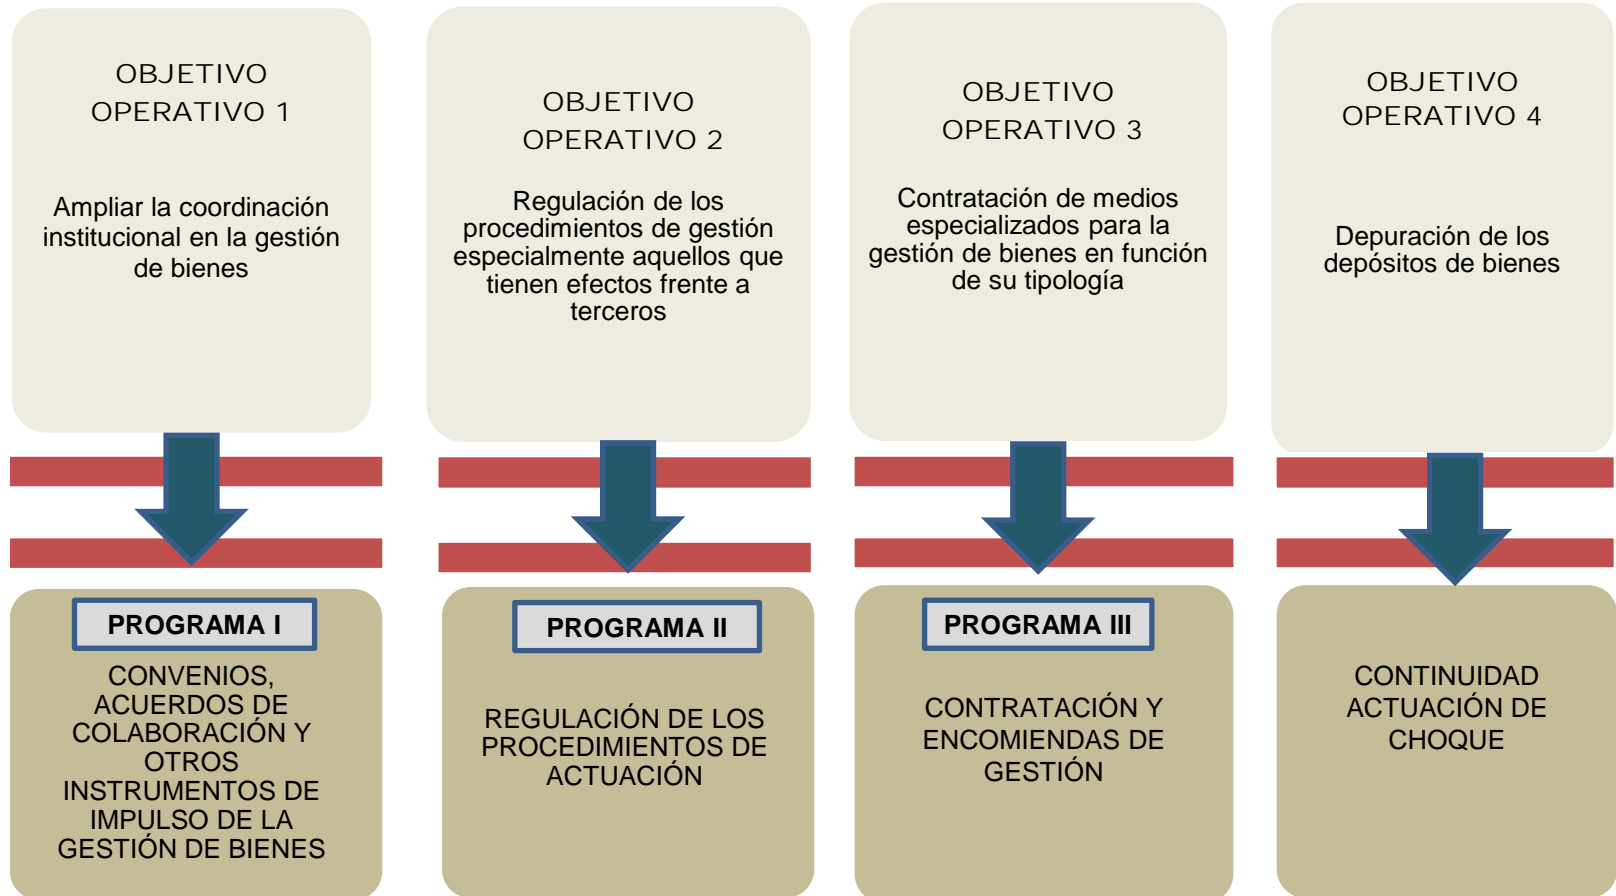 OBJETIVO
OPERATIVO 1
Ampliar la coordinación
institucional en la gestión
de bienes
OBJETIVO
OPERATIVO 2
Regulación de los
procedimientos de gestión
especialmente aquellos que
tienen efectos frente a
terceros
OBJETIVO
OPERATIVO 3
Contratación de medios
especializados para la
gestión de bienes en función
de su tipología
OBJETIVO
OPERATIVO 4
Depuración de los
depósitos de bienes
PROGRAMA I
CONVENIOS,
ACUERDOS DE
COLABORACIÓN Y
OTROS
INSTRUMENTOS DE
IMPULSO DE LA
GESTIÓN DE BIENES
PROGRAMA II
REGULACIÓN DE LOS
PROCEDIMIENTOS DE
ACTUACIÓN
PROGRAMA III
CONTRATACIÓN Y
ENCOMIENDAS DE
GESTIÓN
CONTINUIDAD
ACTUACIÓN DE
CHOQUE